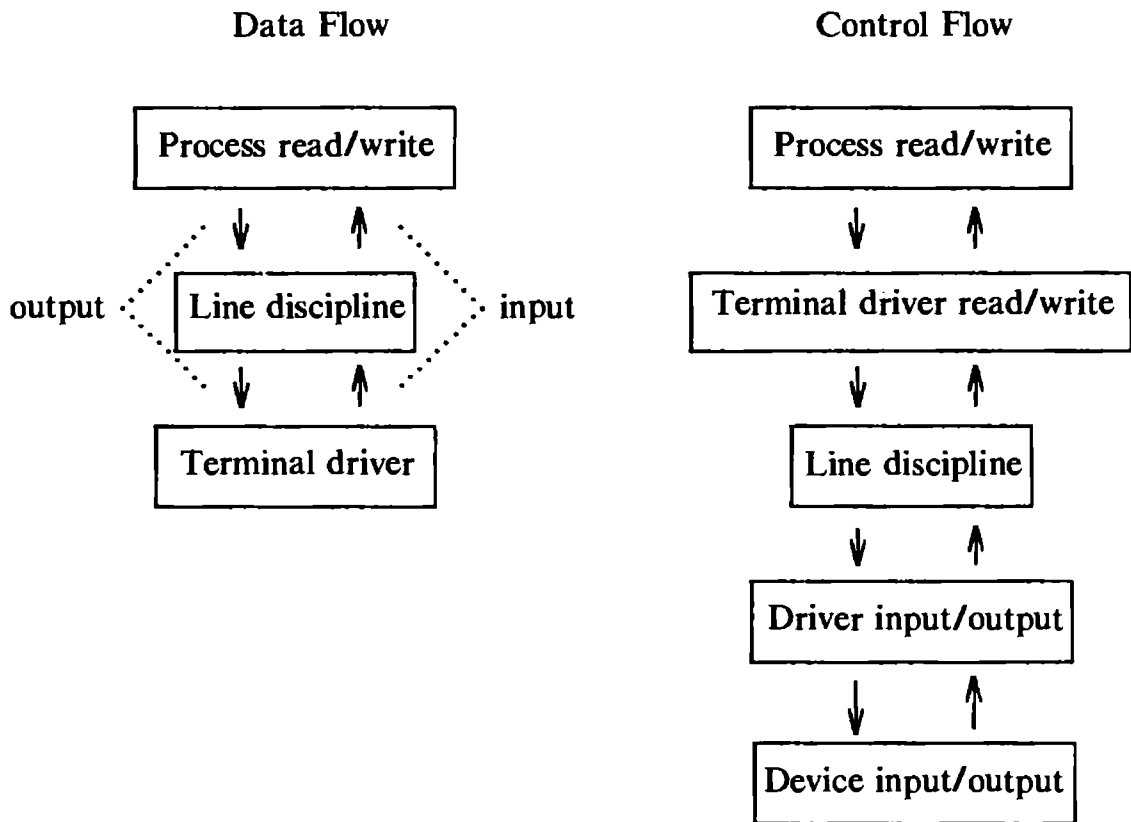 Data Flow
Process read/write
output
Line discipline
input
Terminal driver
Control Flow
Process read/write
Terminal driver read/write
Line discipline
Driver input/output
Device input/output